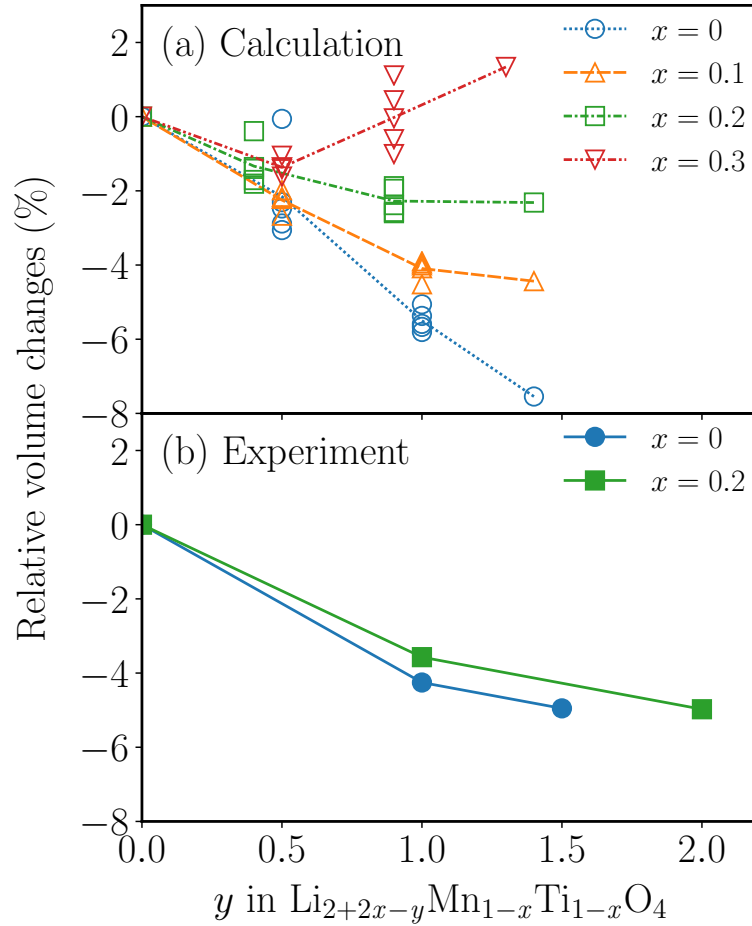 (a) Calculation
x = 0
x = 0.1
x = 0.2
x = 0.3
2
0
−2
−4
−6
−8
Relative volume changes (%)
(b) Experiment
x = 0
x = 0.2
2
0
−2
−4
−6
−8
0.0 0.5 1.0 1.5 2.0
y in Li₂₊₂ₓ₋yMn₁₋ₓTi₁₋ₓO₄